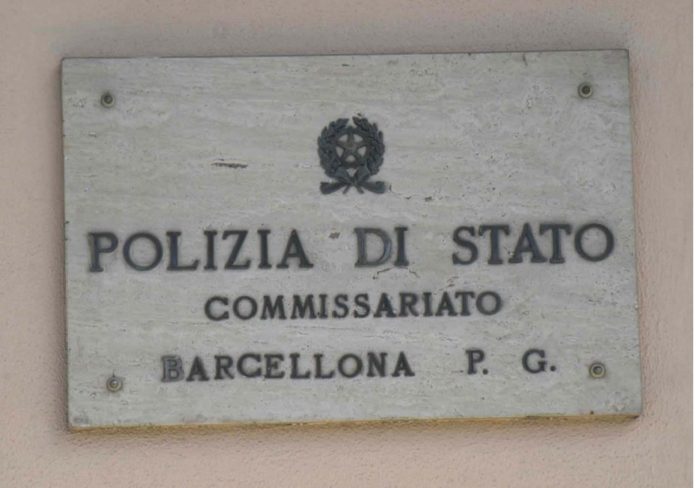 POLIZIA DI STATO
COMMISSARIATO
BARCELLONA P. G.